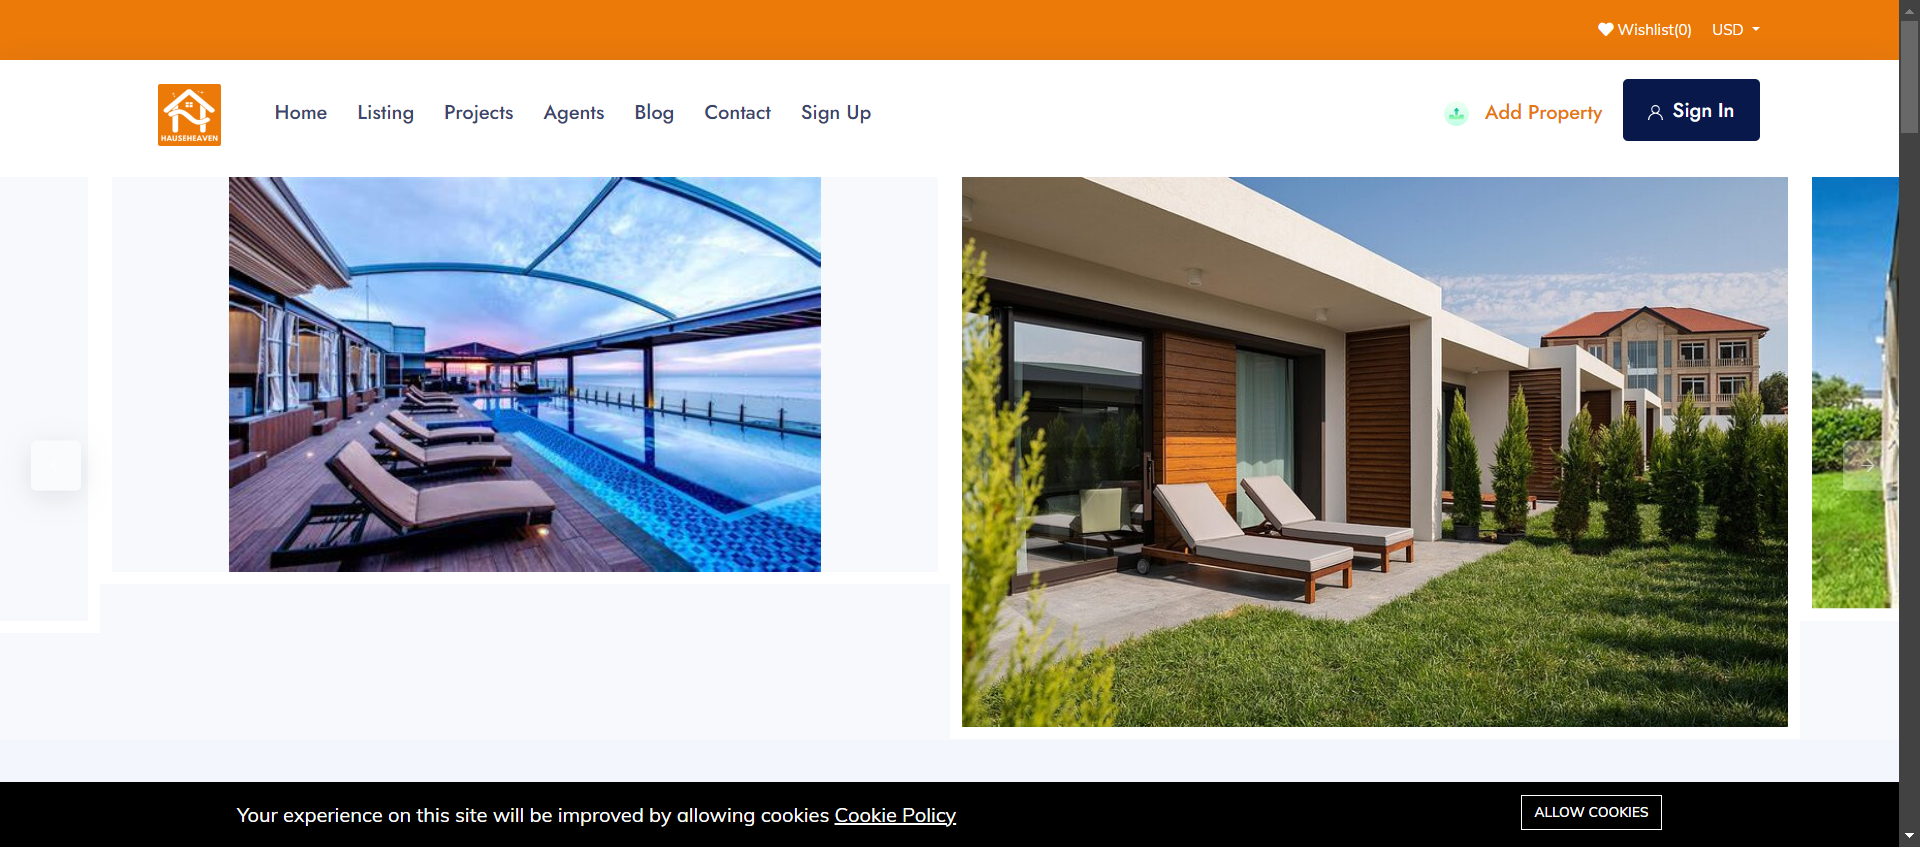 Wishlist(0) USD
HAUSEHEAVEN
Home Listing Projects Agents Blog Contact Sign Up
Add Property
Sign In
Your experience on this site will be improved by allowing cookies Cookie Policy
ALLOW COOKIES